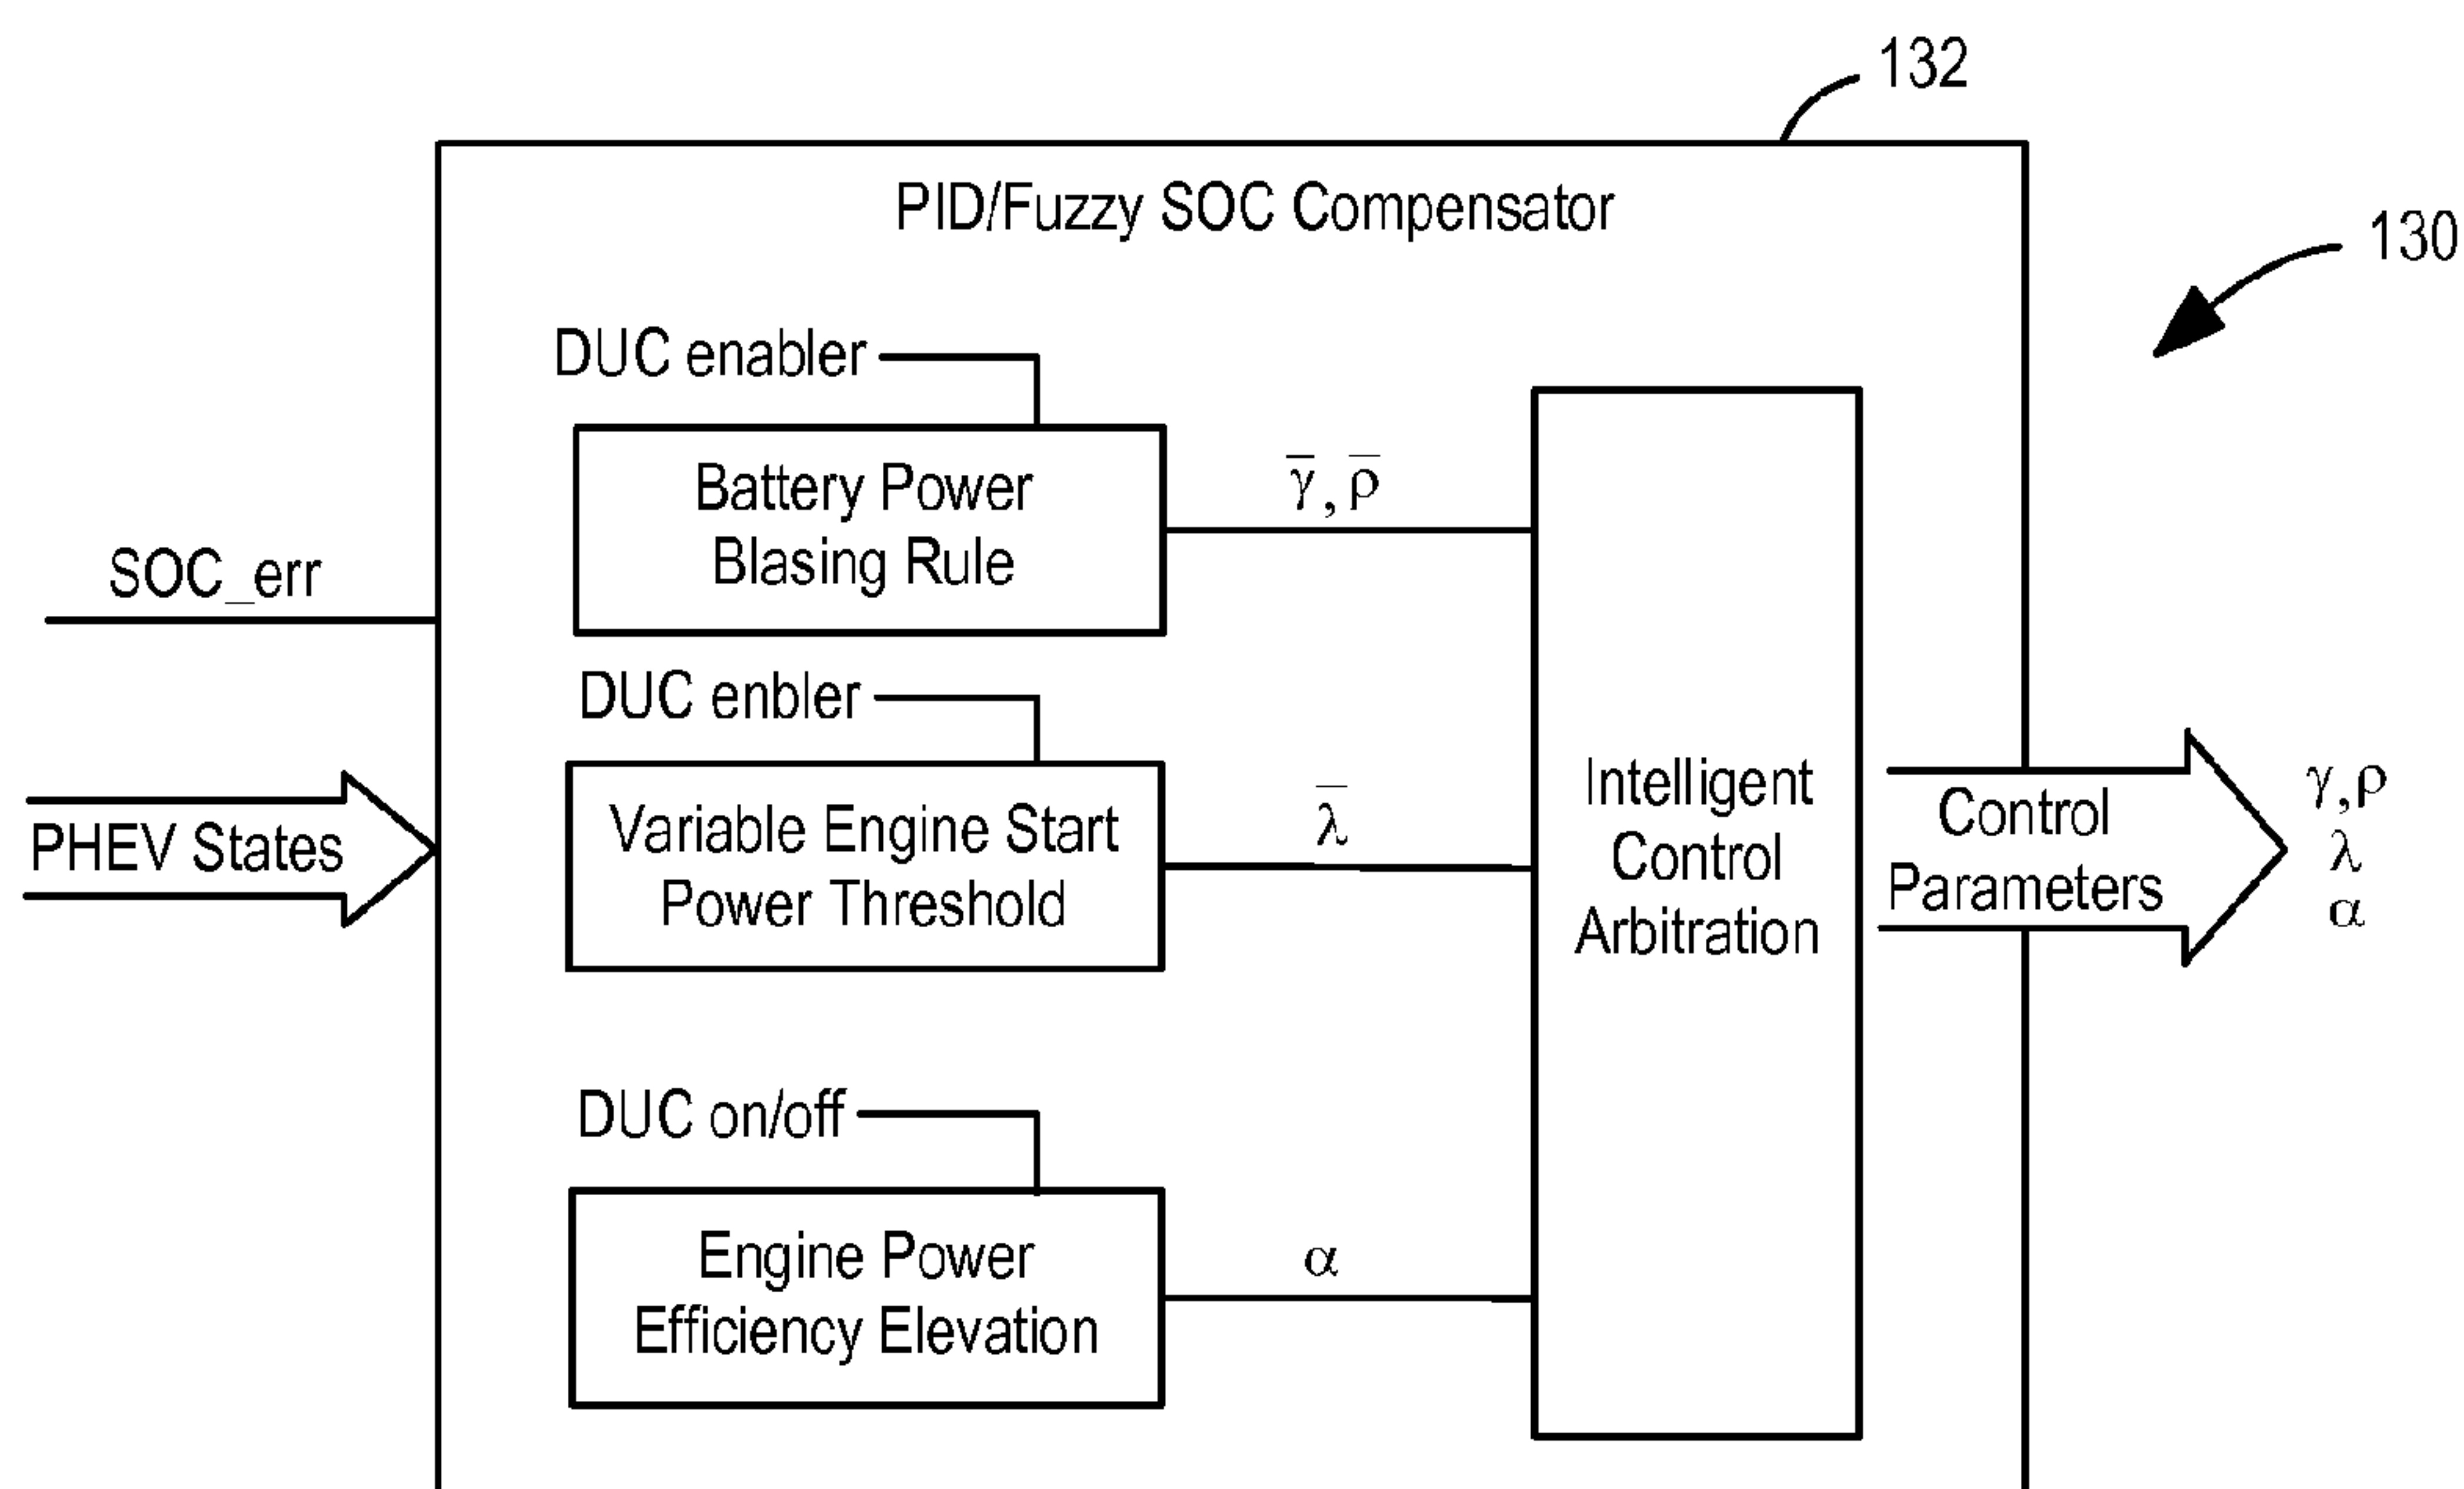 132
PID/Fuzzy SOC Compensator
130
DUC enabler
Battery Power
Blasing Rule
γ̅, ρ̅
SOC_err
DUC enbler
Variable Engine Start
Power Threshold
λ̅
PHEV States
Intelligent
Control
Arbitration
Control
Parameters
γ,ρ
λ
α
DUC on/off
Engine Power
Efficiency Elevation
α